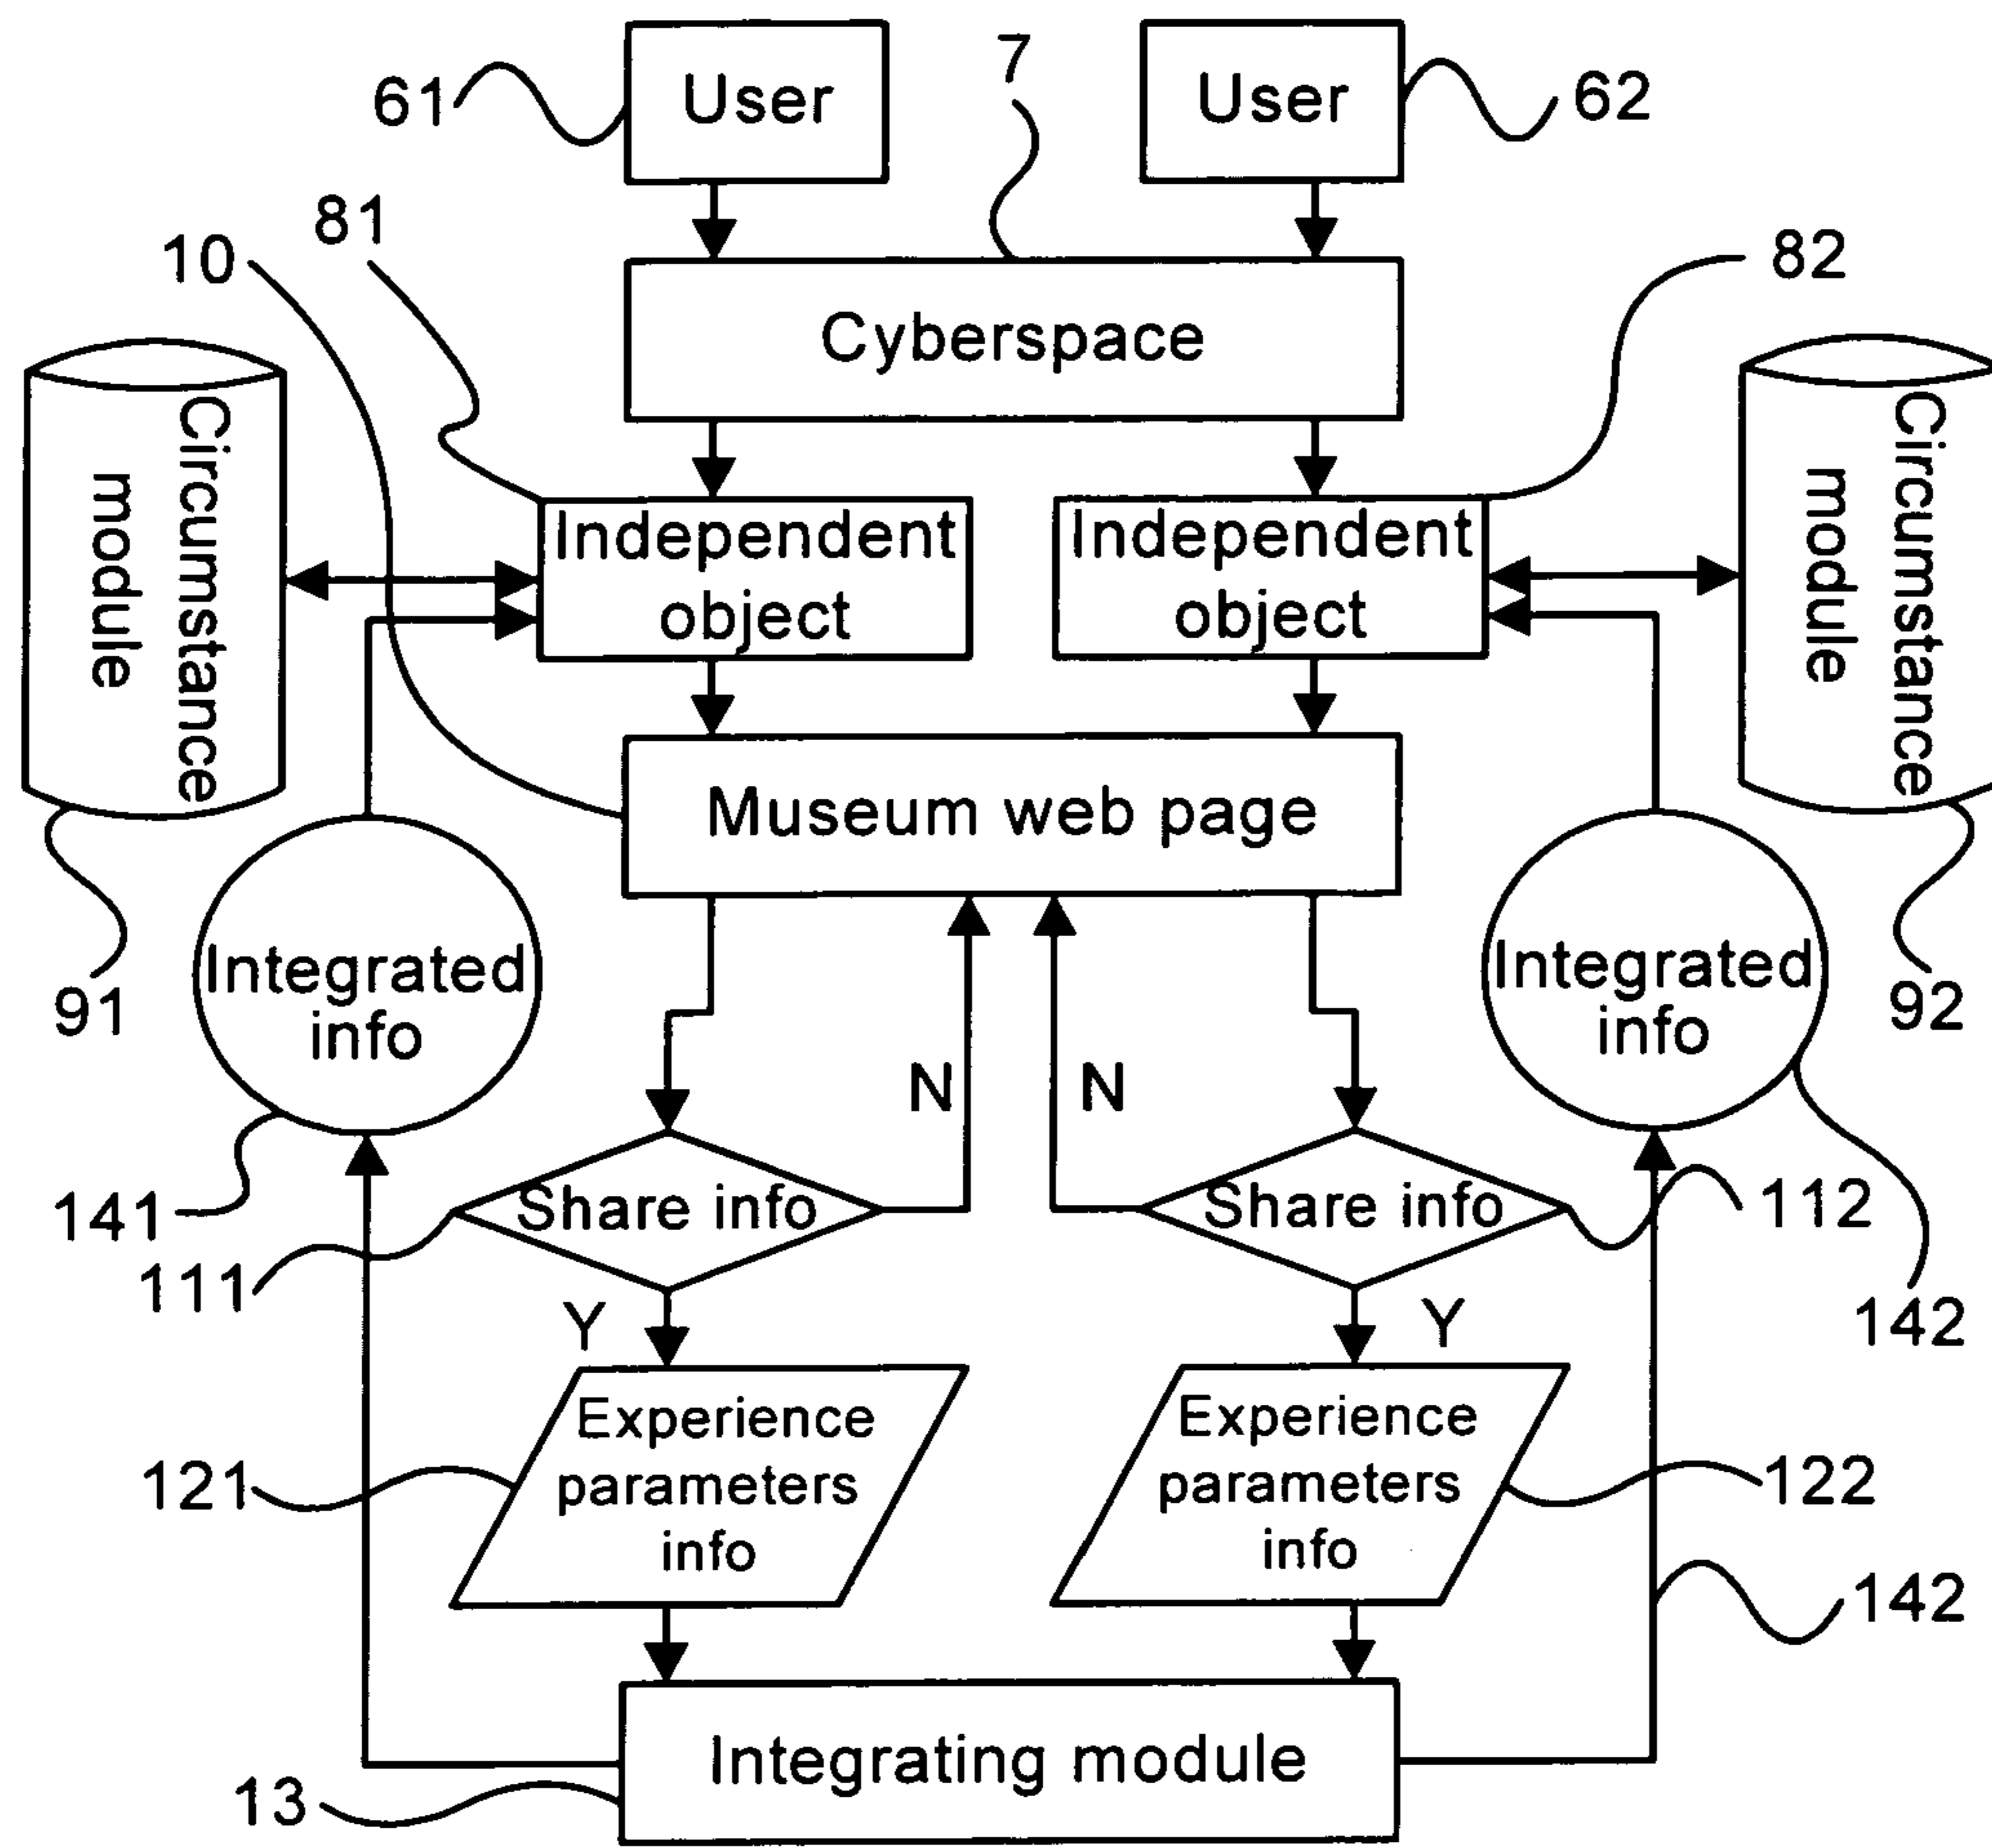 61
User
7
User
62
10
81
82
Cyberspace
Circumstance
module
Independent
object
Independent
object
Circumstance
module
Museum web page
91
Integrated
info
Integrated
info
92
N
N
141
111
Share info
Share info
112
142
Y
Y
121
Experience
parameters
info
Experience
parameters
info
122
142
13
Integrating module